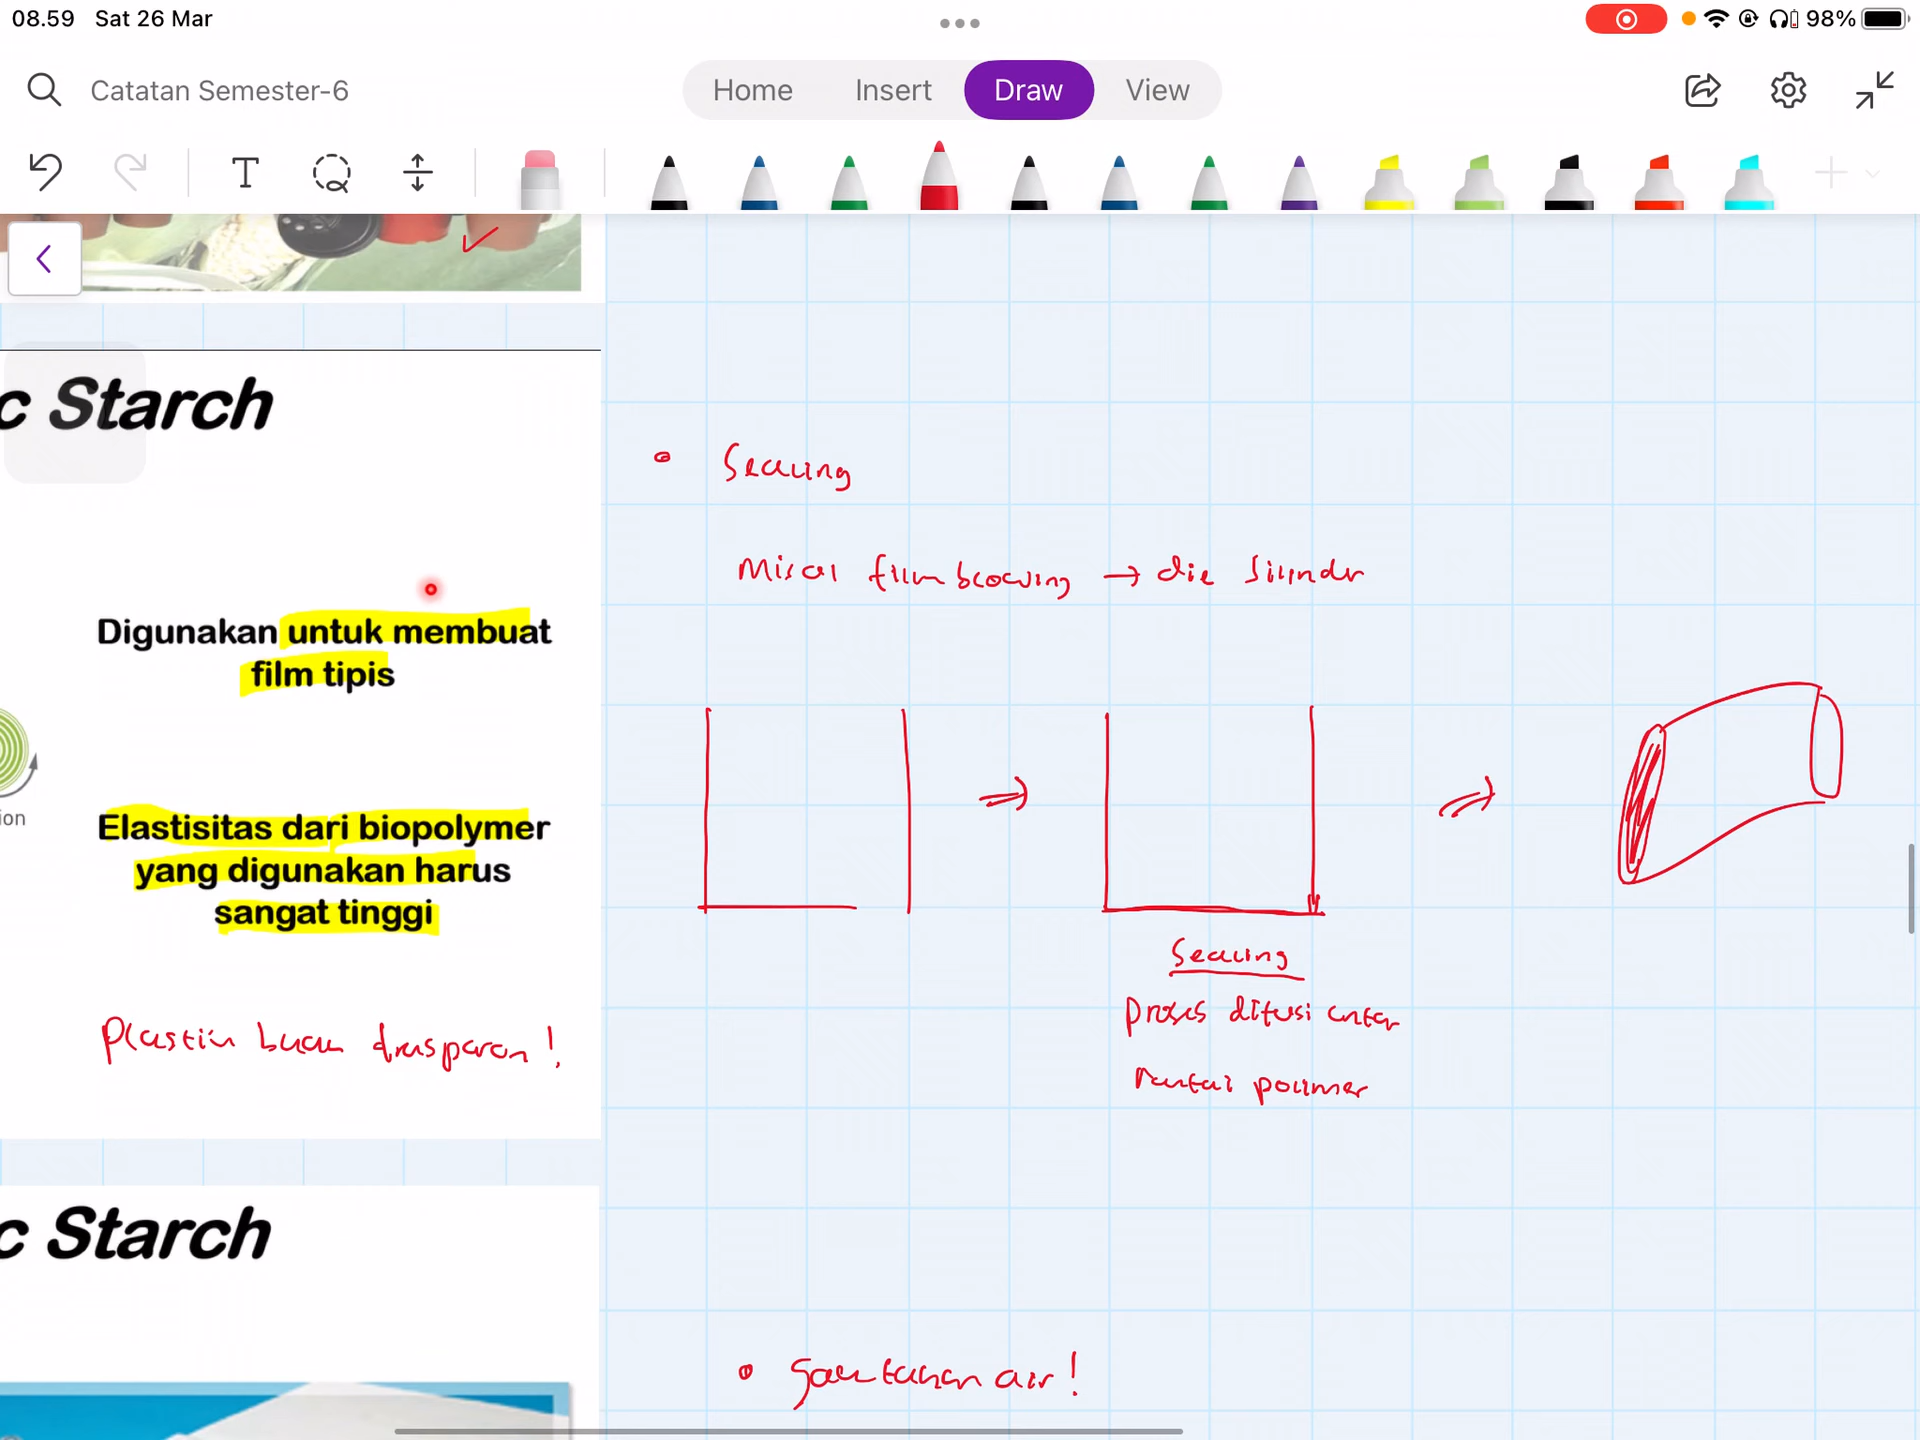 08.59 Sat 26 Mar
98%
Catatan Semester-6
Home Insert Draw View
T
c Starch
Digunakan untuk membuat
film tipis
ion
Elastisitas dari biopolymer
yang digunakan harus
sangat tinggi
Plastik bukan transparan!
c Starch
• Sealing
Misal film blowing → die silinder
⇒ ⇒
Sealing
Proses difusi antar
rantai polimer
• tahan air!